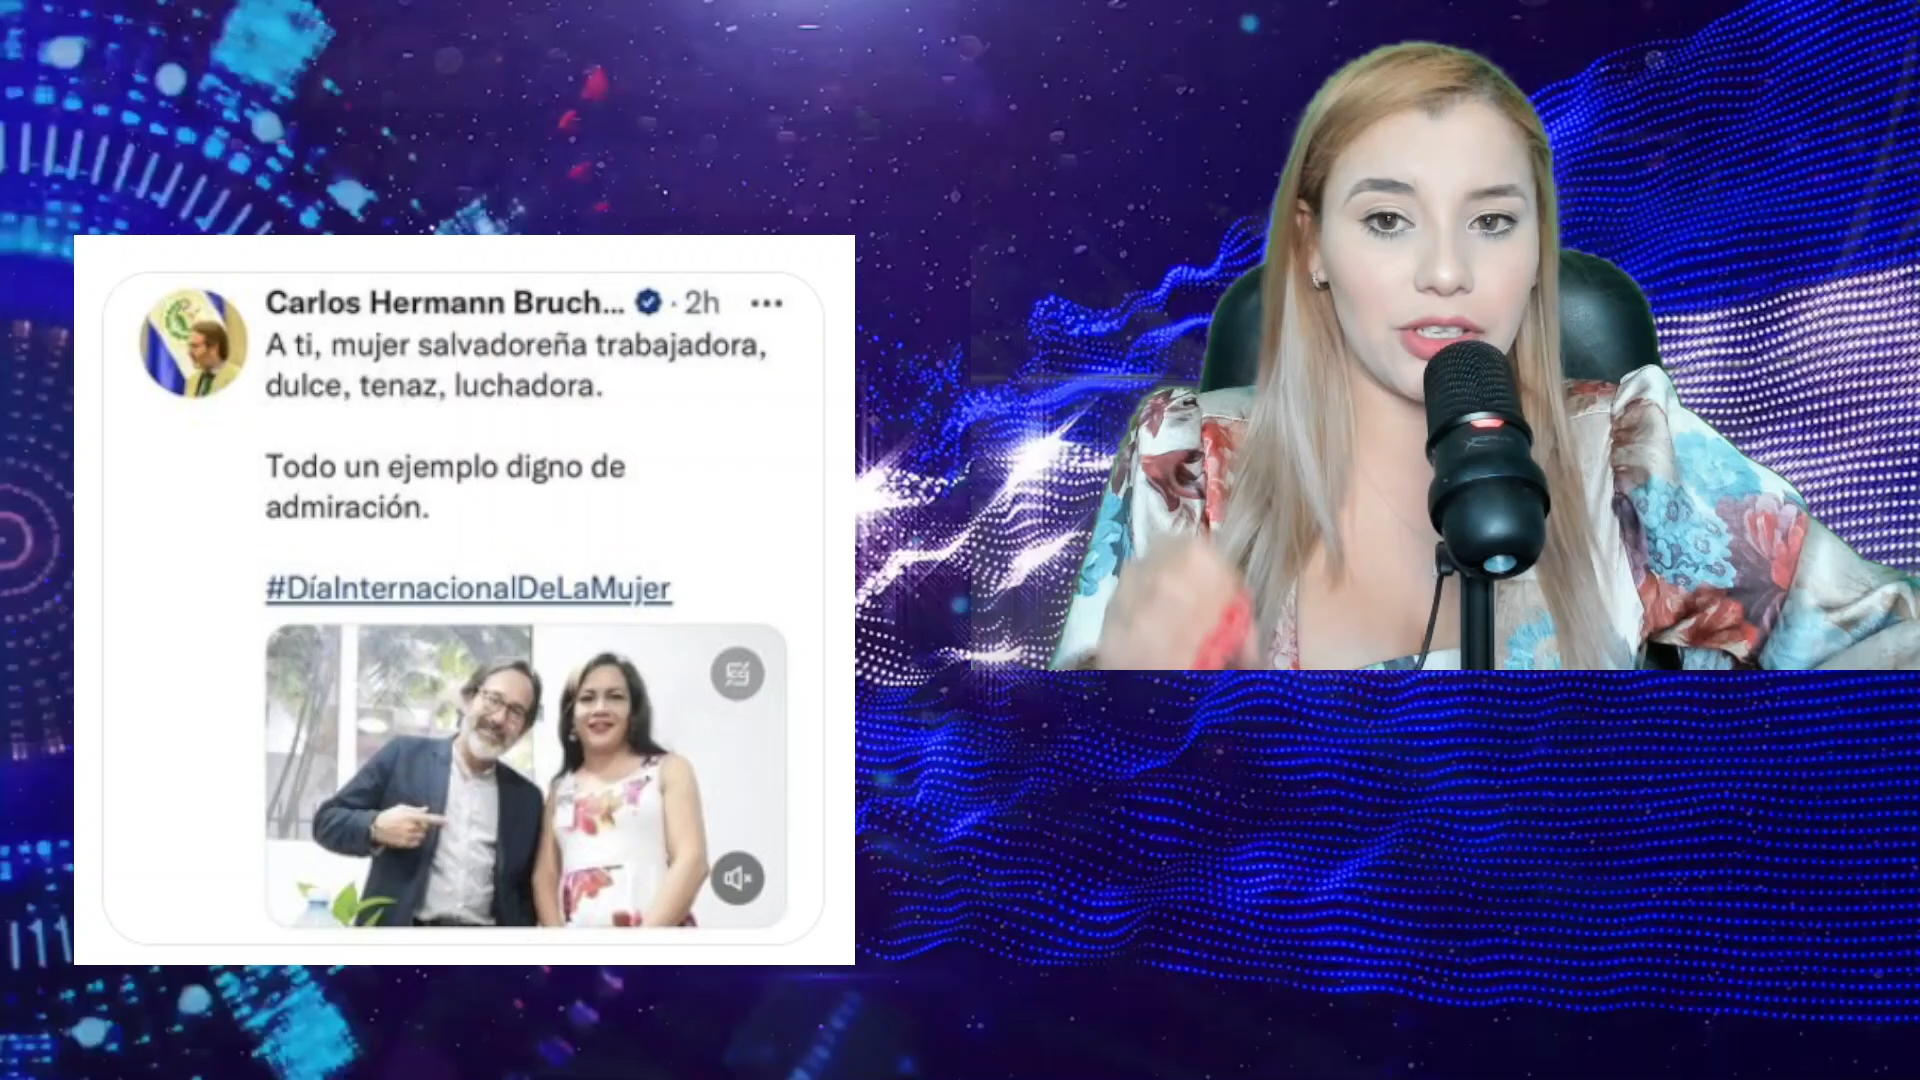 Carlos Hermann Bruch... · 2h
A ti, mujer salvadoreña trabajadora,
dulce, tenaz, luchadora.
Todo un ejemplo digno de
admiración.
#DíaInternacionalDeLaMujer